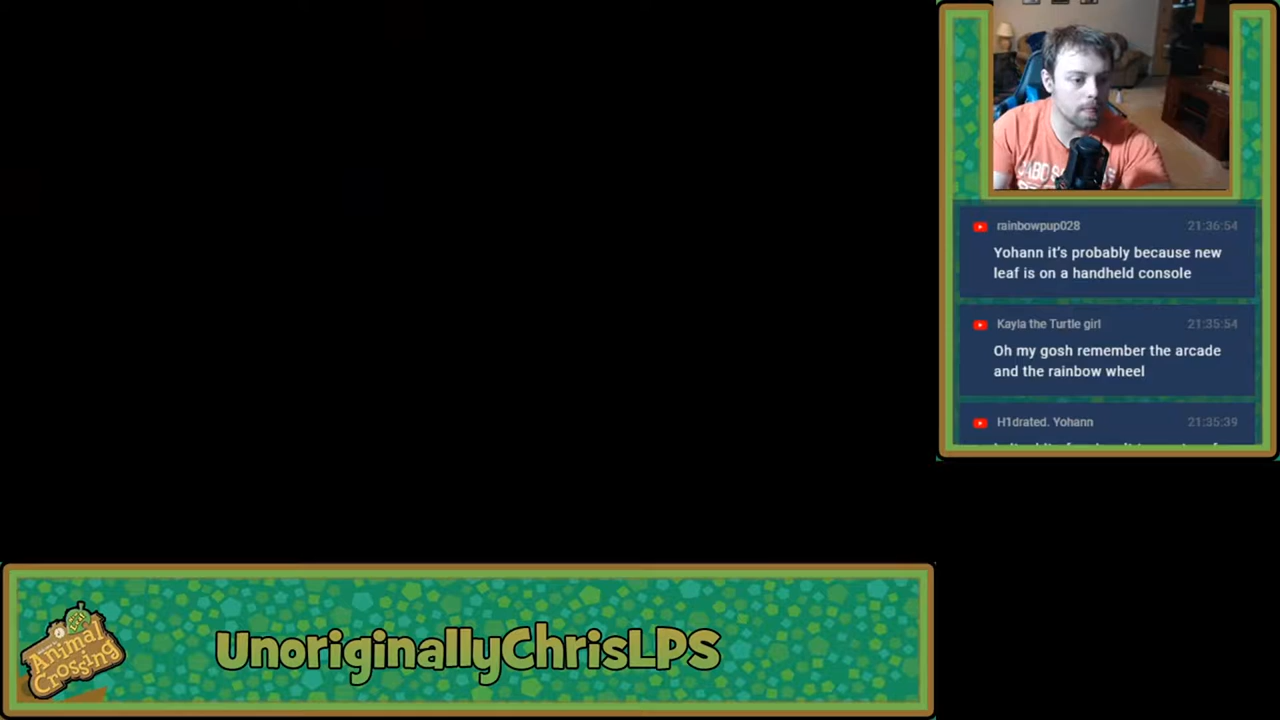 rainbowpup028 21:36:54
Yohann it's probably because new
leaf is on a handheld console
Kayla the Turtle girl 21:35:54
Oh my gosh remember the arcade
and the rainbow wheel
H1drated. Yohann 21:35:39
Animal
Crossing
UnoriginallyChrisLPS